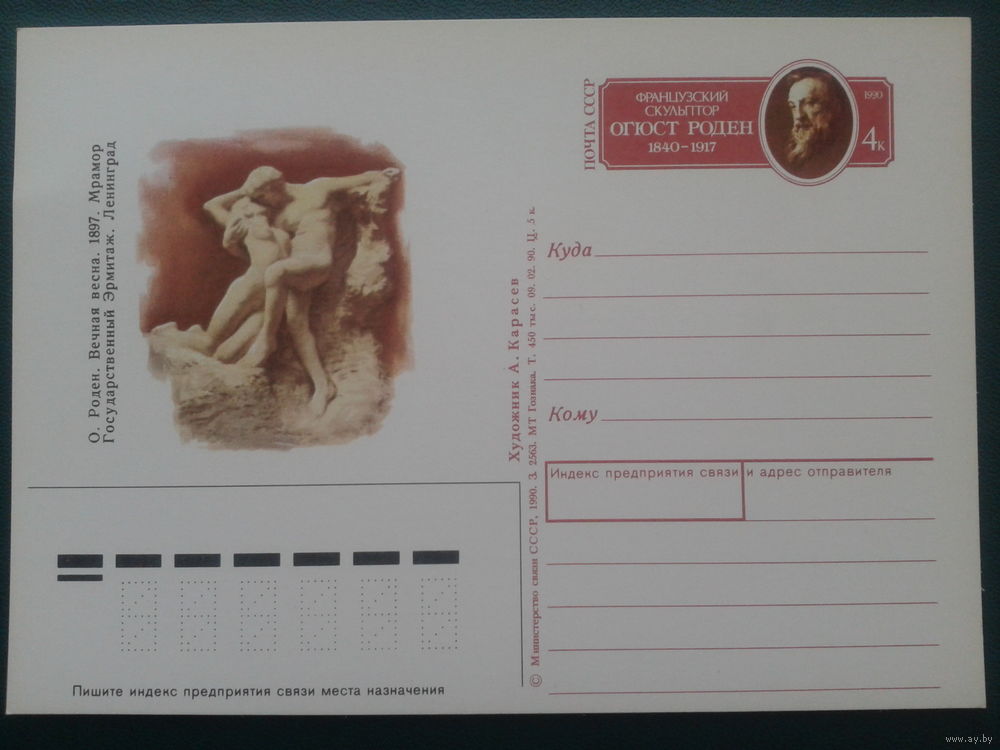 О. Роден. Вечная весна. 1897. Мрамор
Государственный Эрмитаж. Ленинград
ПОЧТА СССР
ФРАНЦУЗСКИЙ
СКУЛЬПТОР
ОГЮСТ РОДЕН
1840–1917
1990
4к
Куда
Кому
Индекс предприятия связи и адрес отправителя
Художник А. Карасев
© Министерство связи СССР, 1990. З. 2563. МТ Гознака. Т. 450 тыс. 09. 02. 90. Ц. 5 к.
Пишите индекс предприятия связи места назначения
www.ay.by